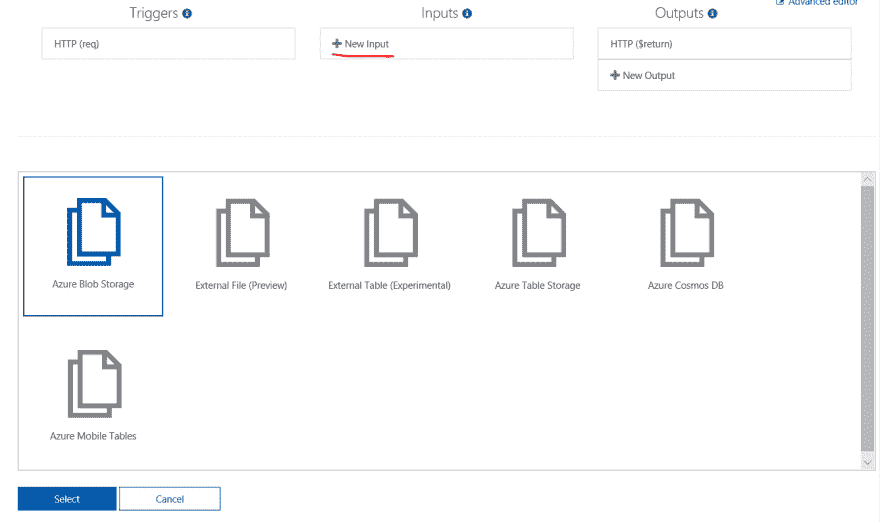 Advanced editor
Triggers Inputs Outputs
HTTP (req) New Input HTTP ($return)
New Output
Azure Blob Storage External File (Preview) External Table (Experimental) Azure Table Storage Azure Cosmos DB
Azure Mobile Tables
Select Cancel